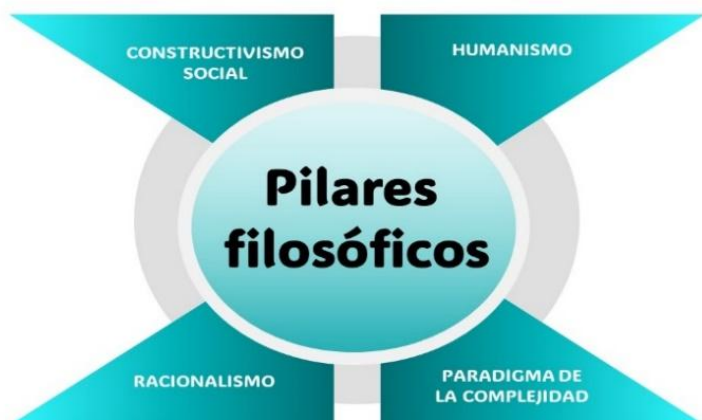 CONSTRUCTIVISMO
SOCIAL
HUMANISMO
Pilares
filosóficos
RACIONALISMO
PARADIGMA DE
LA COMPLEJIDAD